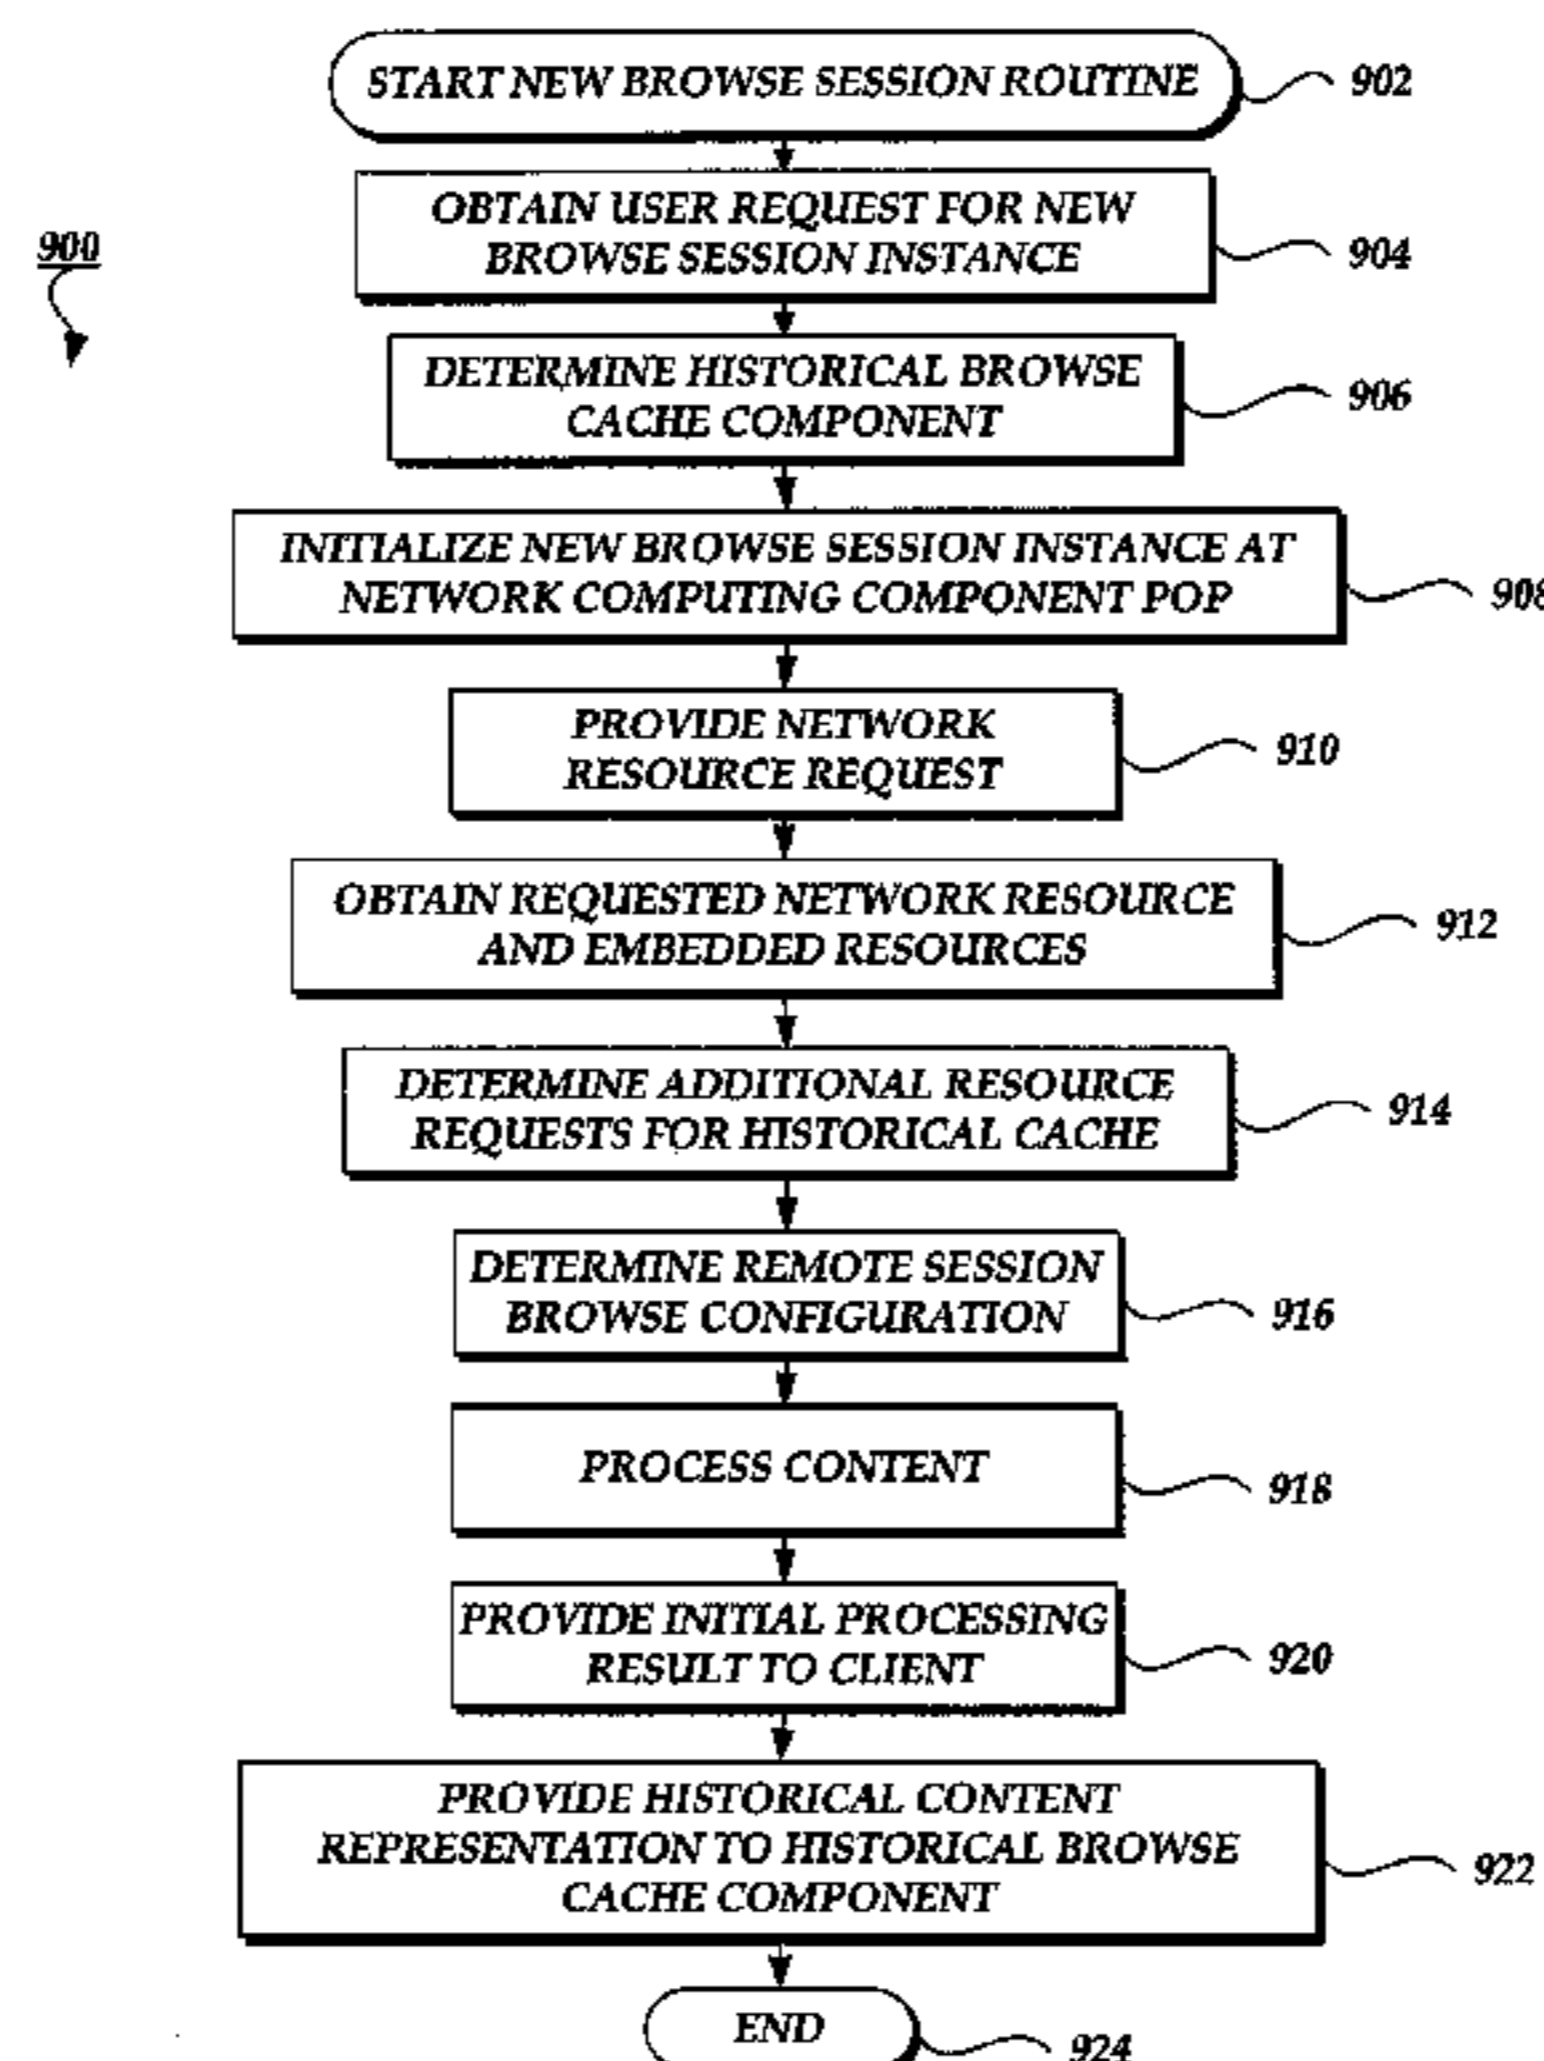 START NEW BROWSE SESSION ROUTINE
902
OBTAIN USER REQUEST FOR NEW
BROWSE SESSION INSTANCE
904
900
DETERMINE HISTORICAL BROWSE
CACHE COMPONENT
906
INITIALIZE NEW BROWSE SESSION INSTANCE AT
NETWORK COMPUTING COMPONENT POP
908
PROVIDE NETWORK
RESOURCE REQUEST
910
OBTAIN REQUESTED NETWORK RESOURCE
AND EMBEDDED RESOURCES
912
DETERMINE ADDITIONAL RESOURCE
REQUESTS FOR HISTORICAL CACHE
914
DETERMINE REMOTE SESSION
BROWSE CONFIGURATION
916
PROCESS CONTENT
918
PROVIDE INITIAL PROCESSING
RESULT TO CLIENT
920
PROVIDE HISTORICAL CONTENT
REPRESENTATION TO HISTORICAL BROWSE
CACHE COMPONENT
922
END
924